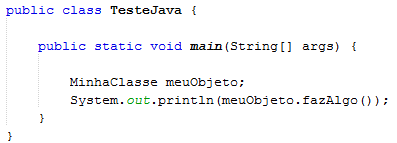 public class TesteJava {
public static void main(String[] args) {
MinhaClasse meuObjeto;
System.out.println(meuObjeto.fazAlgo());
}
}